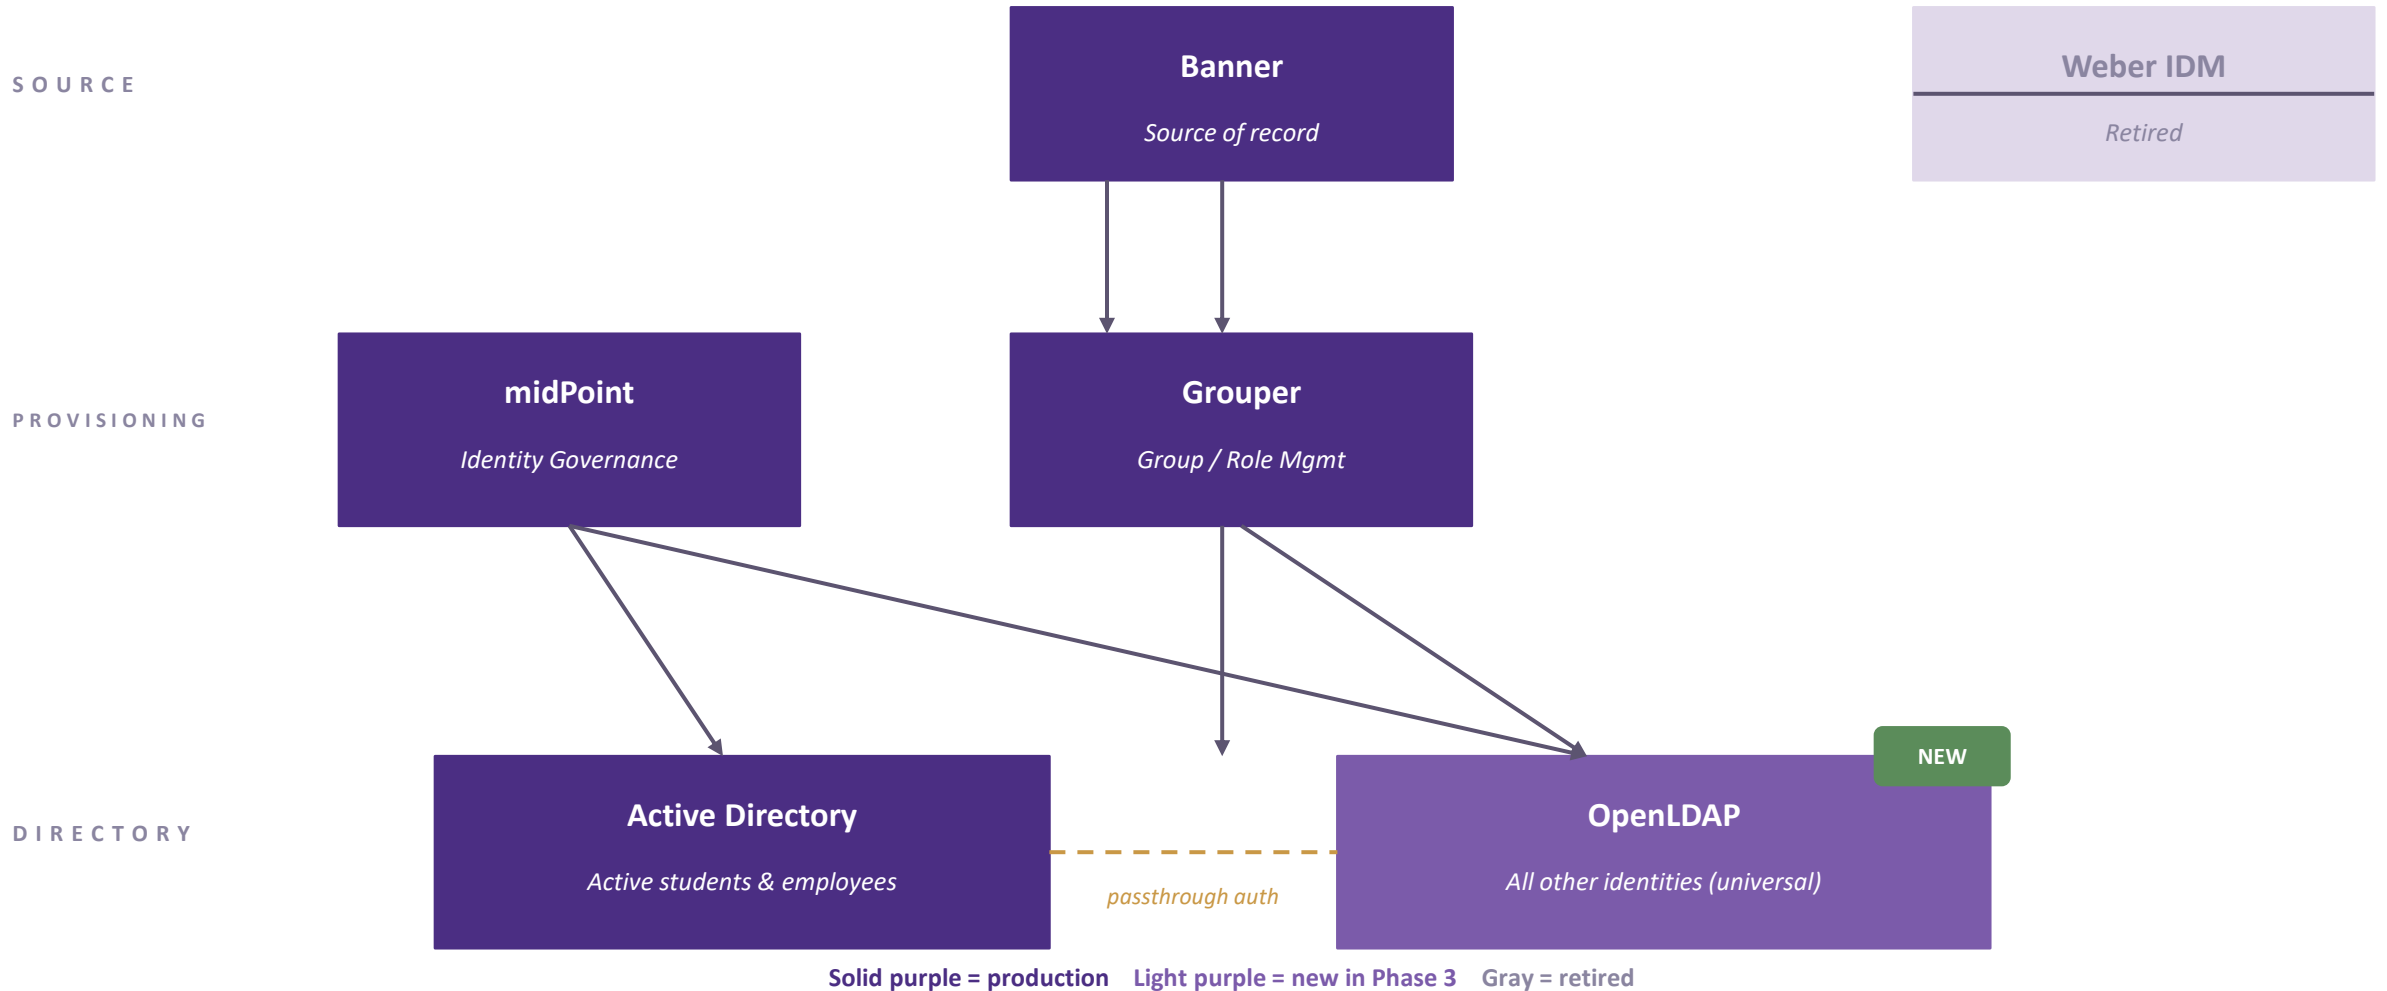 SOURCE
Banner
Source of record
Weber IDM
Retired
PROVISIONING
midPoint
Identity Governance
Grouper
Group / Role Mgmt
DIRECTORY
Active Directory
Active students & employees
passthrough auth
NEW
OpenLDAP
All other identities (universal)
Solid purple = production Light purple = new in Phase 3 Gray = retired